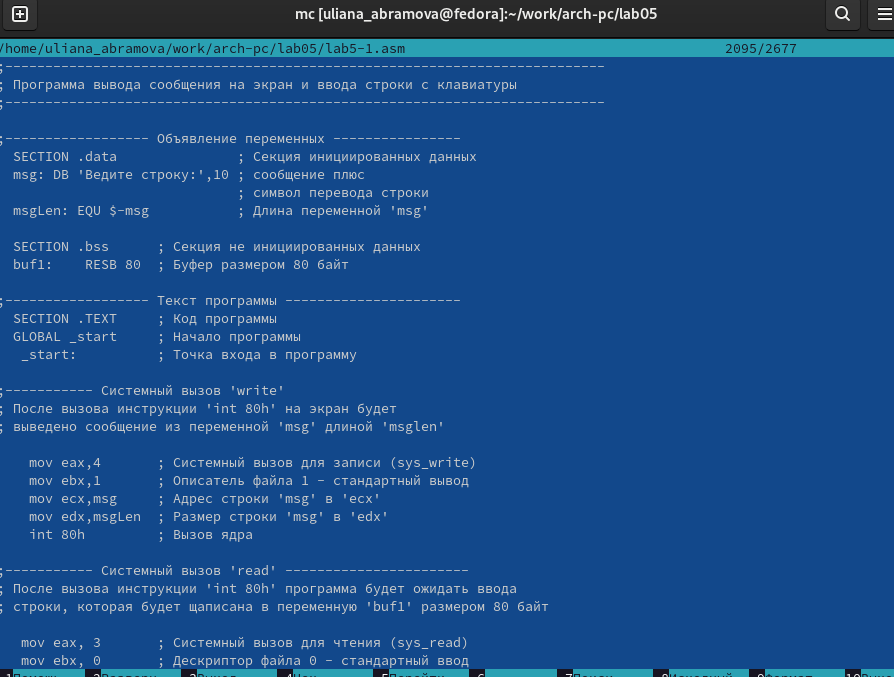 mc [uliana_abramova@fedora]:~/work/arch-pc/lab05
/home/uliana_abramova/work/arch-pc/lab05/lab5-1.asm 2095/2677
;---------------------------------------------------------------------------
; Программа вывода сообщения на экран и ввода строки с клавиатуры
;---------------------------------------------------------------------------
;------------------ Объявление переменных ----------------
SECTION .data ; Секция инициированных данных
msg: DB 'Ведите строку:',10 ; сообщение плюс
; символ перевода строки
msgLen: EQU $-msg ; Длина переменной 'msg'
SECTION .bss ; Секция не инициированных данных
buf1: RESB 80 ; Буфер размером 80 байт
;------------------ Текст программы ----------------------
SECTION .TEXT ; Код программы
GLOBAL _start ; Начало программы
_start: ; Точка входа в программу
;----------- Системный вызов 'write'
; После вызова инструкции 'int 80h' на экран будет
; выведено сообщение из переменной 'msg' длиной 'msglen'
mov eax,4 ; Системный вызов для записи (sys_write)
mov ebx,1 ; Описатель файла 1 - стандартный вывод
mov ecx,msg ; Адрес строки 'msg' в 'ecx'
mov edx,msgLen ; Размер строки 'msg' в 'edx'
int 80h ; Вызов ядра
;----------- Системный вызов 'read' -----------------------
; После вызова инструкции 'int 80h' программа будет ожидать ввода
; строки, которая будет щаписана в переменную 'buf1' размером 80 байт
mov eax, 3 ; Системный вызов для чтения (sys_read)
mov ebx, 0 ; Дескриптор файла 0 - стандартный ввод